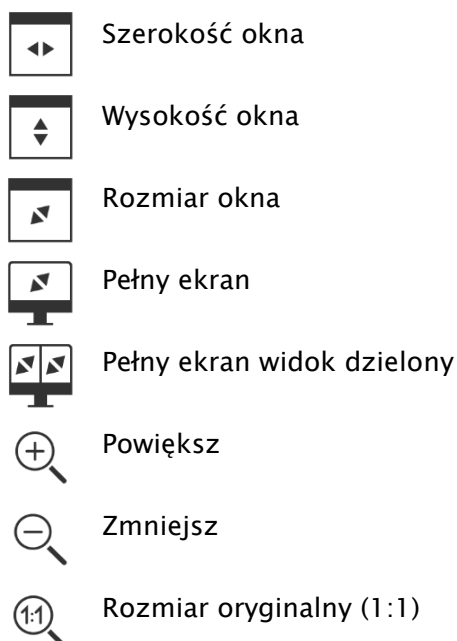 Szerokość okna
Wysokość okna
Rozmiar okna
Pełny ekran
Pełny ekran widok dzielony
Powiększ
Zmniejsz
1:1 Rozmiar oryginalny (1:1)